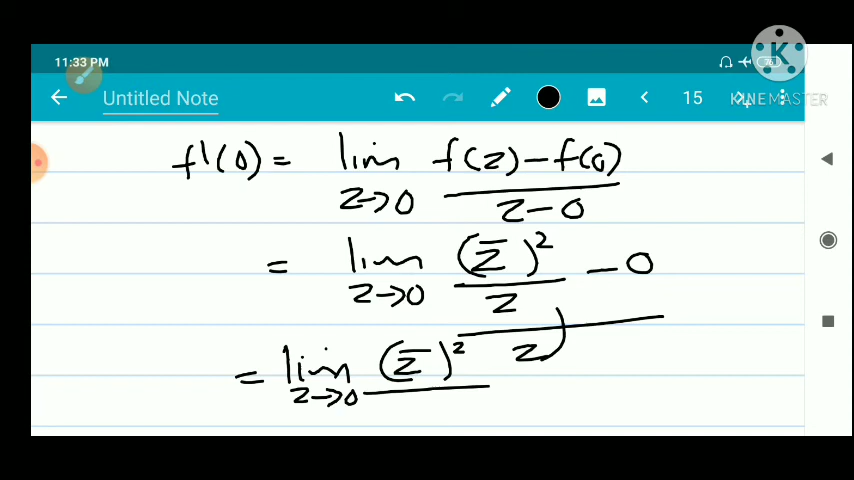 11:33 PM
76
KINEMASTER
Untitled Note
15
f'(0) = lim z→0 f(z) − f(0) / z − 0
= lim z→0 (z̄)² / z − 0 / z
= lim z→0 (z̄)²